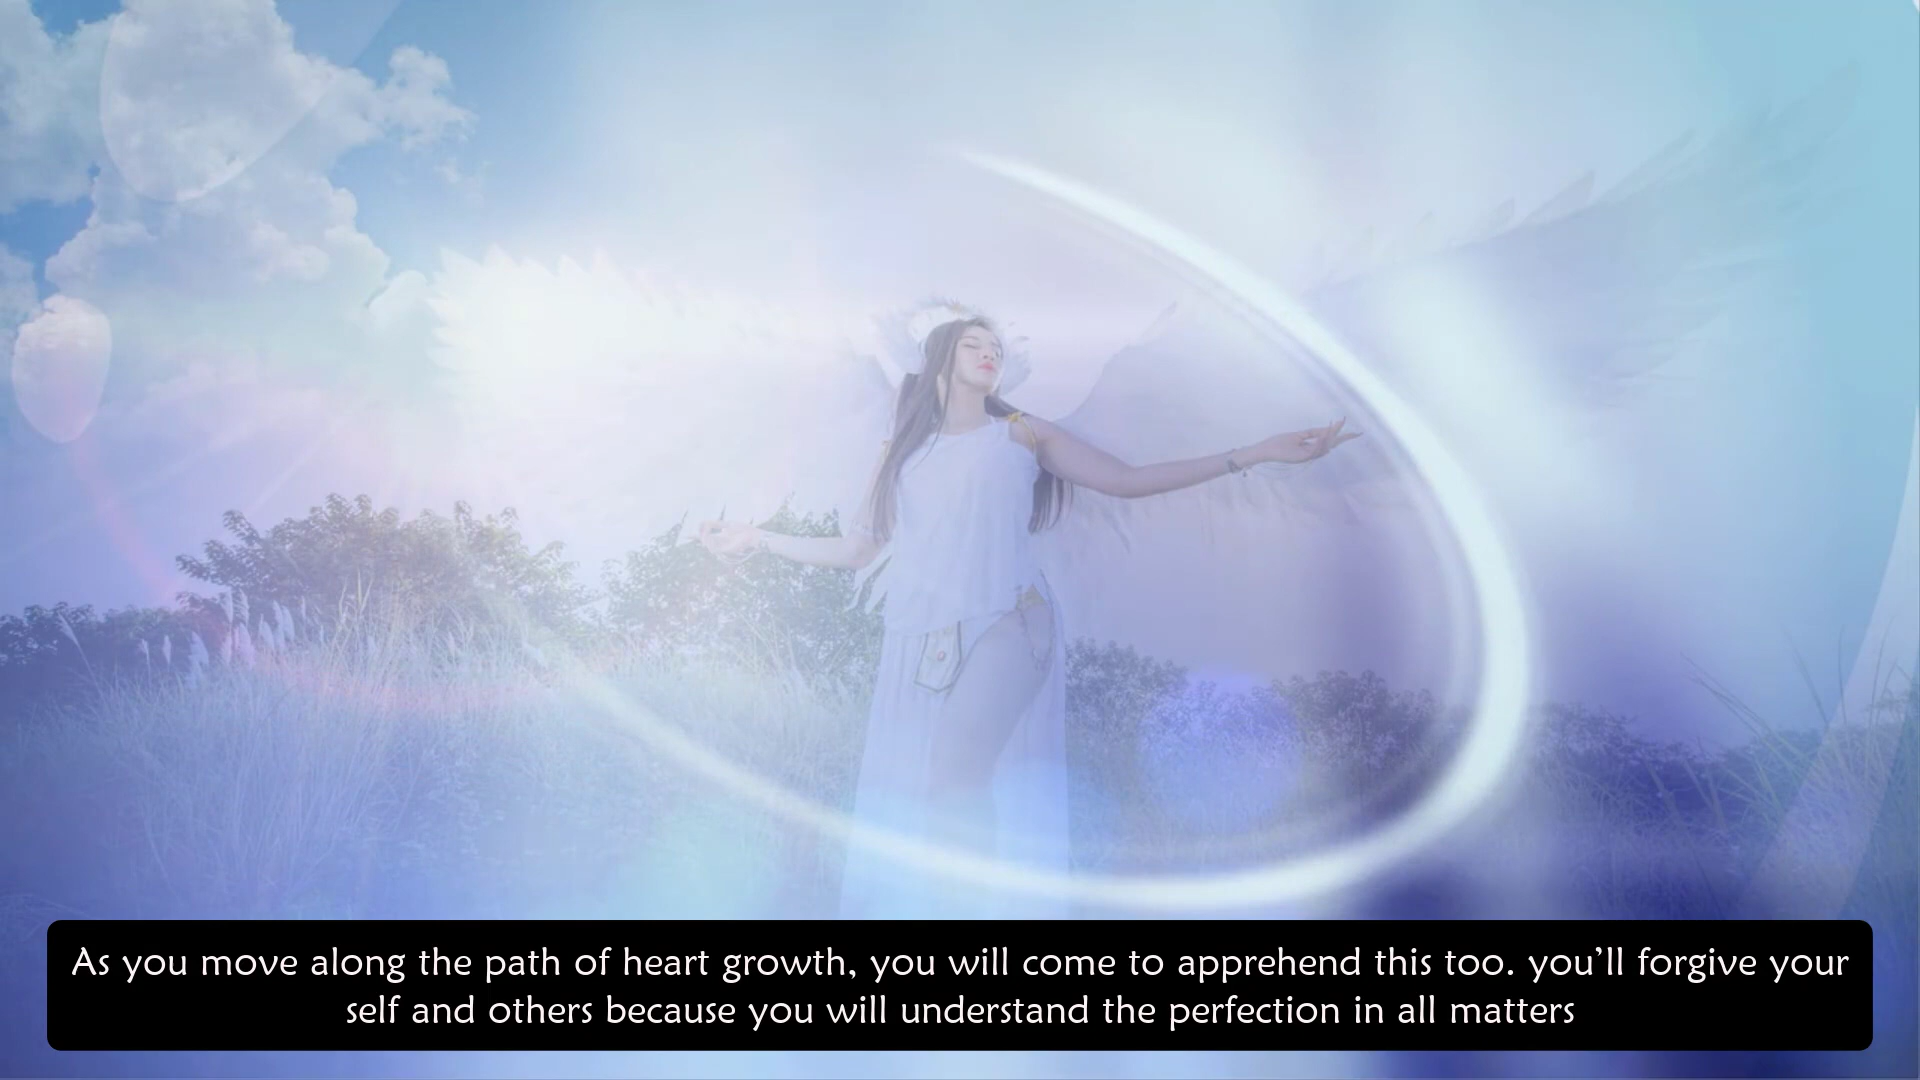 As you move along the path of heart growth, you will come to apprehend this too. you’ll forgive your
self and others because you will understand the perfection in all matters